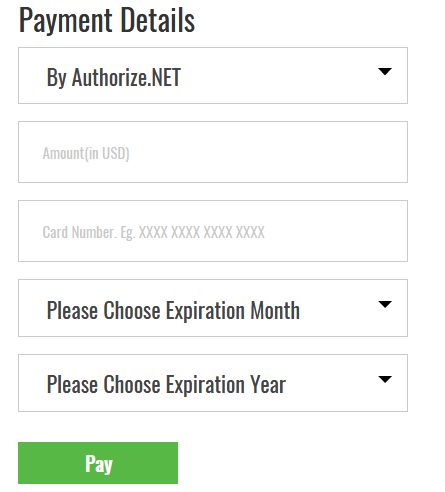 Payment Details
By Authorize.NET
Amount(in USD)
Card Number. Eg. XXXX XXXX XXXX XXXX
Please Choose Expiration Month
Please Choose Expiration Year
Pay